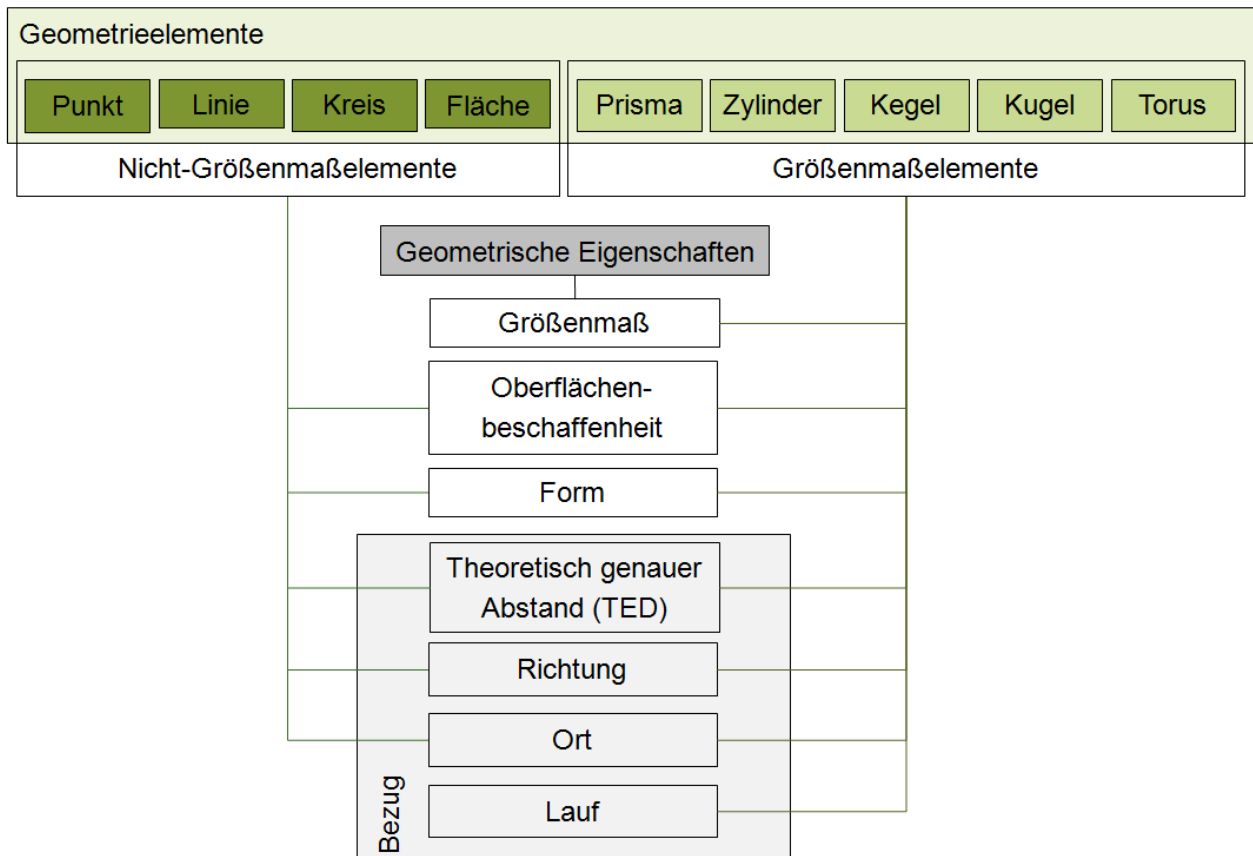 Geometrieelemente
Punkt
Linie
Kreis
Fläche
Prisma
Zylinder
Kegel
Kugel
Torus
Nicht-Größenmaßelemente
Größenmaßelemente
Geometrische Eigenschaften
Größenmaß
Oberflächen-
beschaffenheit
Form
Theoretisch genauer
Abstand (TED)
Richtung
Ort
Lauf
Bezug